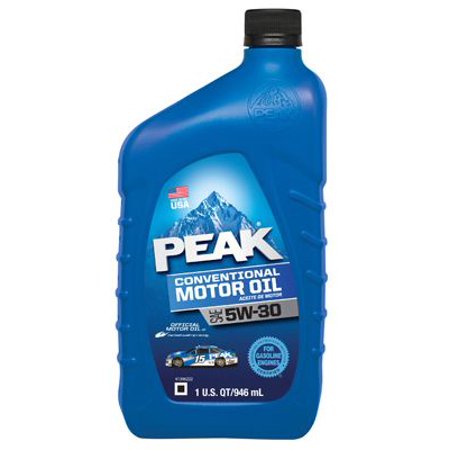 USA
PEAK®
CONVENTIONAL
MOTOR OIL
ACEITE DE MOTOR
SAE 5W-30
OFFICIAL
MOTOR OIL
FOR
GASOLINE
ENGINES
15
PEAK
1 U.S. QT/946 mL